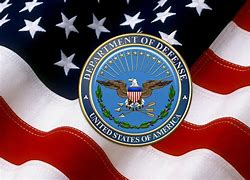 DEPARTMENT OF DEFENSE
UNITED STATES OF AMERICA